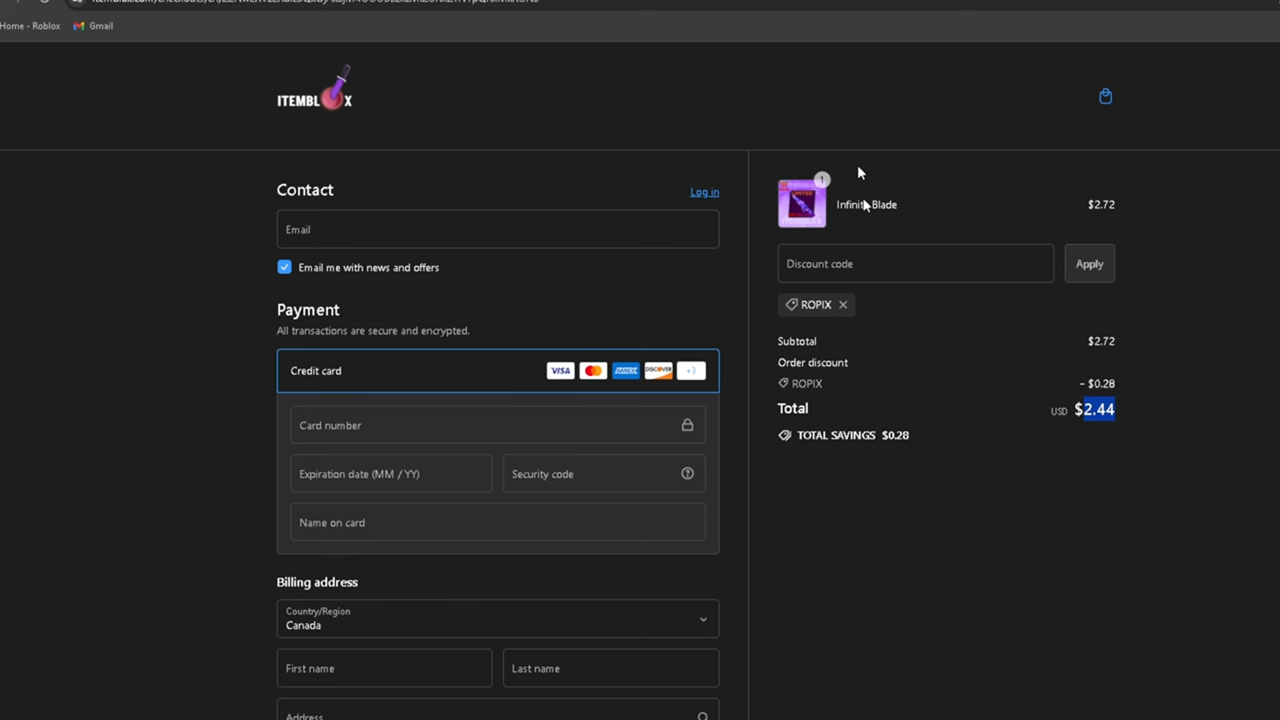 Home - Roblox
Gmail
ITEMBLOX
Contact
Log in
Email
Email me with news and offers
Payment
All transactions are secure and encrypted.
Credit card
VISA
AMEX
DISCOVER
+3
Card number
Expiration date (MM / YY)
Security code
Name on card
Billing address
Country/Region
Canada
First name
Last name
Address
1
Infinite Blade
$2.72
Discount code
Apply
ROPIX
Subtotal
$2.72
Order discount
ROPIX
- $0.28
Total
USD $2.44
TOTAL SAVINGS $0.28